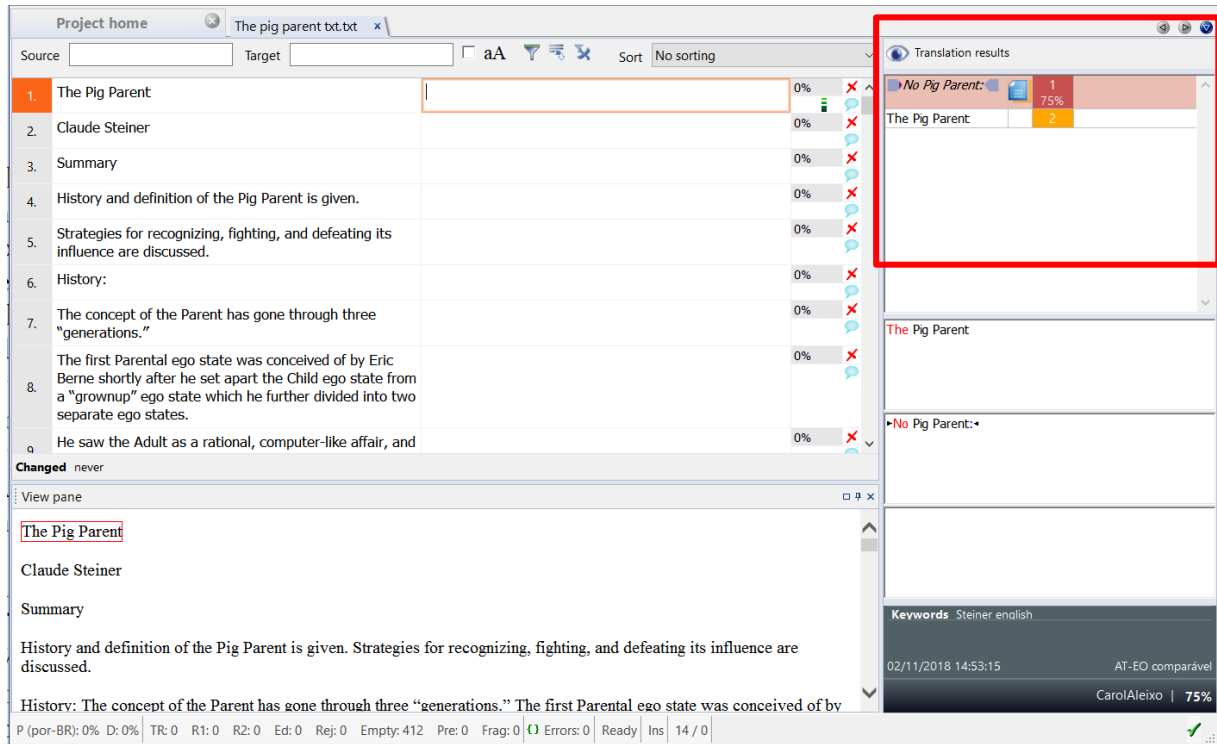 Project home
The pig parent txt.txt x
Source Target aA Sort No sorting
1. The Pig Parent 0%
2. Claude Steiner 0%
3. Summary 0%
4. History and definition of the Pig Parent is given. 0%
5. Strategies for recognizing, fighting, and defeating its
influence are discussed. 0%
6. History: 0%
7. The concept of the Parent has gone through three
“generations.” 0%
8. The first Parental ego state was conceived of by Eric
Berne shortly after he set apart the Child ego state from
a “grownup” ego state which he further divided into two
separate ego states. 0%
9. He saw the Adult as a rational, computer-like affair, and 0%
Changed never
View pane
The Pig Parent
Claude Steiner
Summary
History and definition of the Pig Parent is given. Strategies for recognizing, fighting, and defeating its influence are
discussed.
History: The concept of the Parent has gone through three “generations.” The first Parental ego state was conceived of by
Translation results
No Pig Parent: 1
75%
The Pig Parent 2
The Pig Parent
No Pig Parent:
Keywords Steiner english
02/11/2018 14:53:15 AT-EO comparável
CarolAleixo | 75%
P (por-BR): 0% D: 0% TR: 0 R1: 0 R2: 0 Ed: 0 Rej: 0 Empty: 412 Pre: 0 Frag: 0 {} Errors: 0 Ready Ins 14 / 0